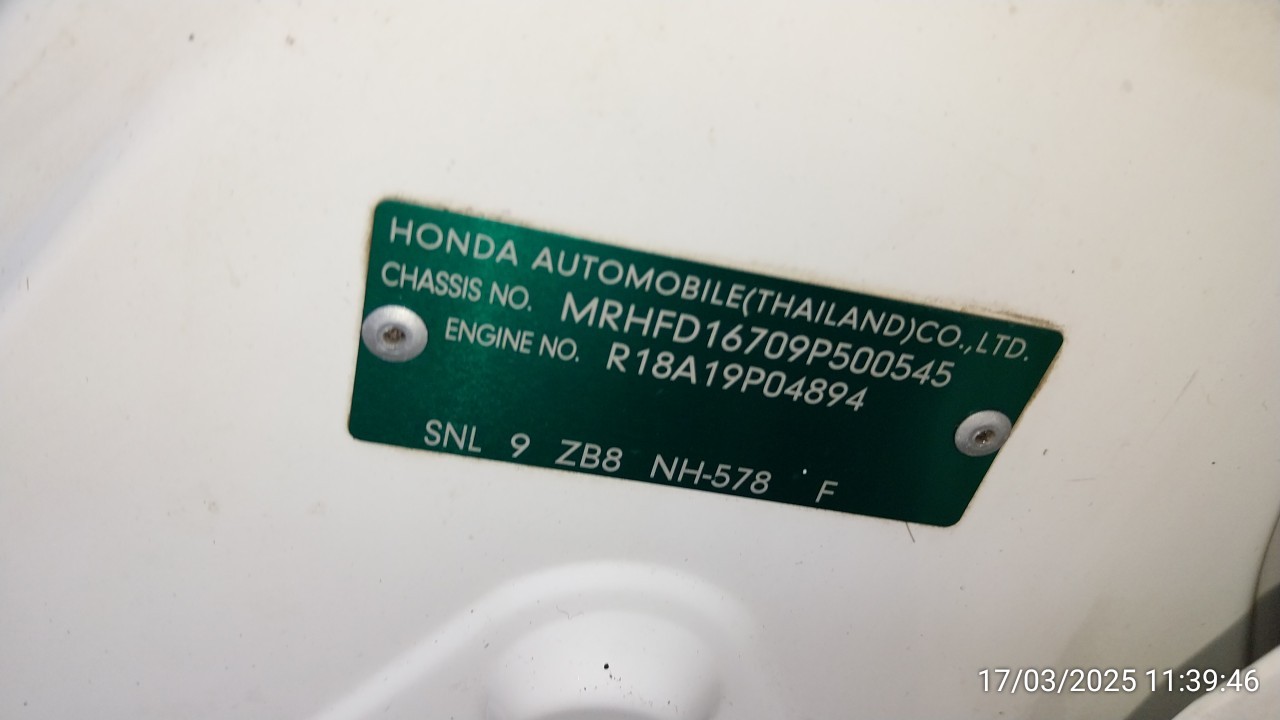 HONDA AUTOMOBILE(THAILAND)CO.,LTD.
CHASSIS NO. MRHFD16709P500545
ENGINE NO. R18A19P04894
SNL 9 ZB8 NH-578 F
17/03/2025 11:39:46